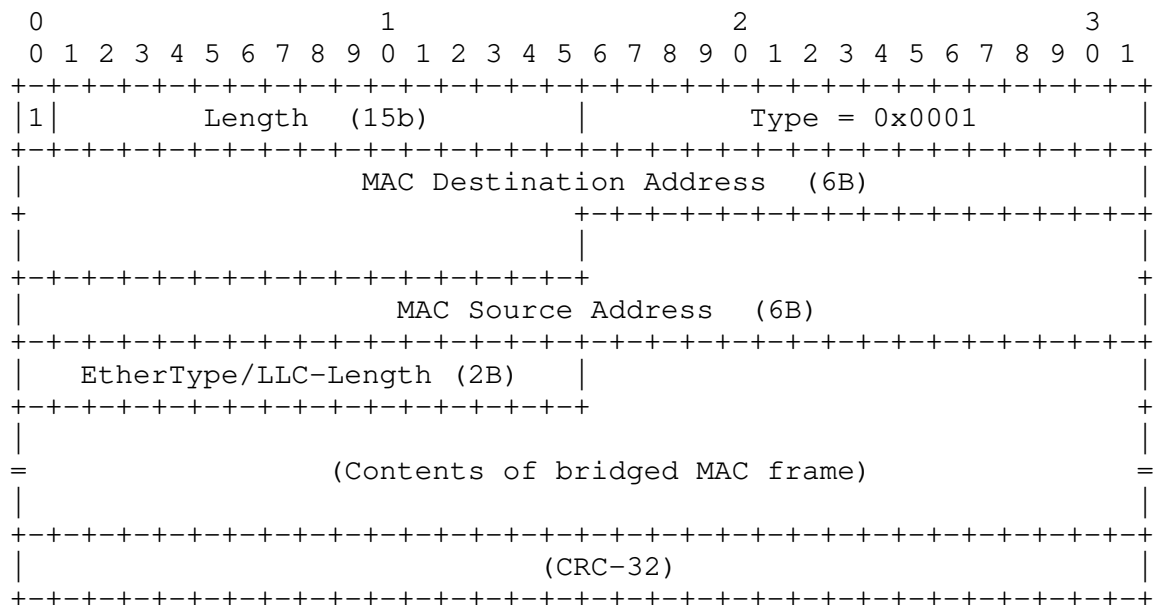 0                   1                   2                   3
 0 1 2 3 4 5 6 7 8 9 0 1 2 3 4 5 6 7 8 9 0 1 2 3 4 5 6 7 8 9 0 1
+-+-+-+-+-+-+-+-+-+-+-+-+-+-+-+-+-+-+-+-+-+-+-+-+-+-+-+-+-+-+-+-+
|1|        Length  (15b)        |         Type = 0x0001         |
+-+-+-+-+-+-+-+-+-+-+-+-+-+-+-+-+-+-+-+-+-+-+-+-+-+-+-+-+-+-+-+-+
|                   MAC Destination Address  (6B)               |
+                               +-+-+-+-+-+-+-+-+-+-+-+-+-+-+-+-+
|                               |                               |
+-+-+-+-+-+-+-+-+-+-+-+-+-+-+-+-+                               +
|                     MAC Source Address  (6B)                  |
+-+-+-+-+-+-+-+-+-+-+-+-+-+-+-+-+-+-+-+-+-+-+-+-+-+-+-+-+-+-+-+-+
|   EtherType/LLC-Length (2B)   |                               |
+-+-+-+-+-+-+-+-+-+-+-+-+-+-+-+-+                               +
|                                                               |
=                 (Contents of bridged MAC frame)               =
|                                                               |
+-+-+-+-+-+-+-+-+-+-+-+-+-+-+-+-+-+-+-+-+-+-+-+-+-+-+-+-+-+-+-+-+
|                             (CRC-32)                          |
+-+-+-+-+-+-+-+-+-+-+-+-+-+-+-+-+-+-+-+-+-+-+-+-+-+-+-+-+-+-+-+-+